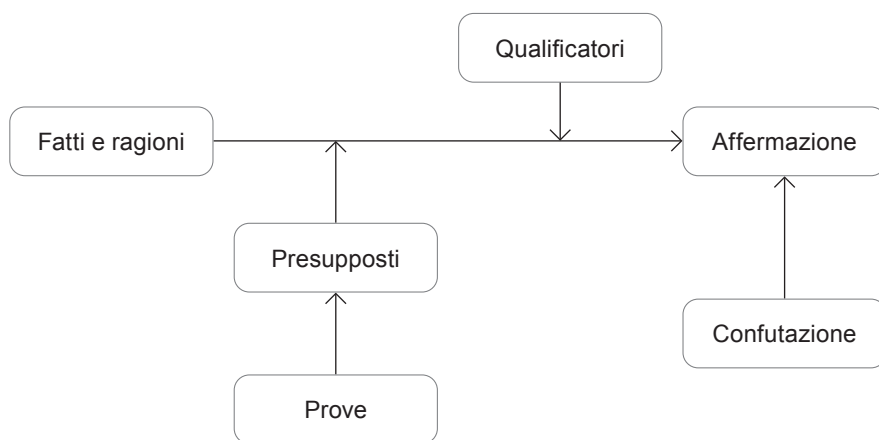 Qualificatori
Fatti e ragioni
Affermazione
Presupposti
Confutazione
Prove